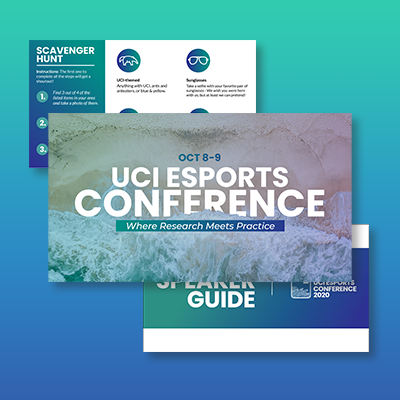 SCAVENGER
HUNT
Instructions: The first one to
complete all the steps will get a
1.
Find 3 out of 4 of the
listed items in your area
and take a photo of them.
2.
3.
UCI-themed
Anything with UCI, ants and
anteaters, or blue & yellow.
Sunglasses
Take a selfie with your favorite pair of
sunglasses - We wish you were here
with us, but at least we can pretend!
OCT 8-9
UCI ESPORTS
CONFERENCE
Where Research Meets Practice
SPEAKER
GUIDE
UCI ESPORTS
CONFERENCE
2020